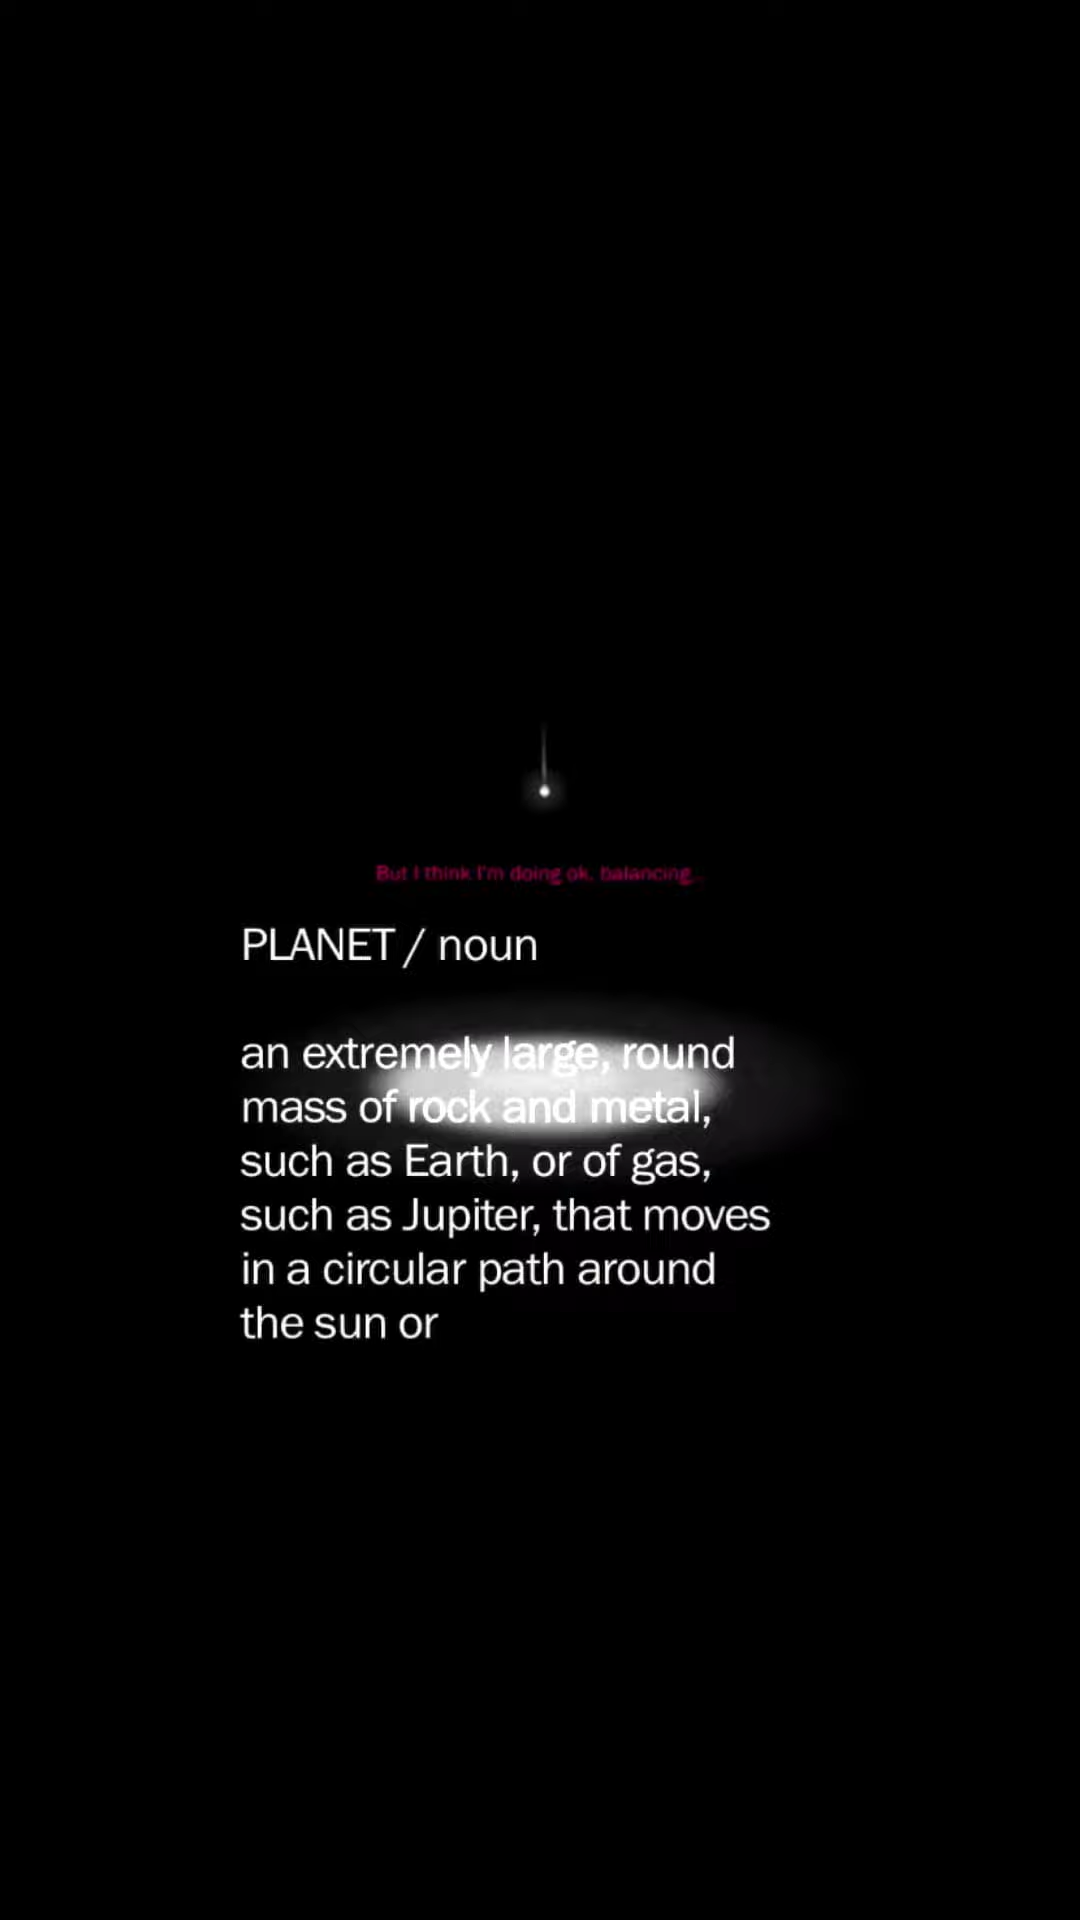 But I think I'm doing ok, balancing...
PLANET / noun
an extremely large, round
mass of rock and metal,
such as Earth, or of gas,
such as Jupiter, that moves
in a circular path around
the sun or